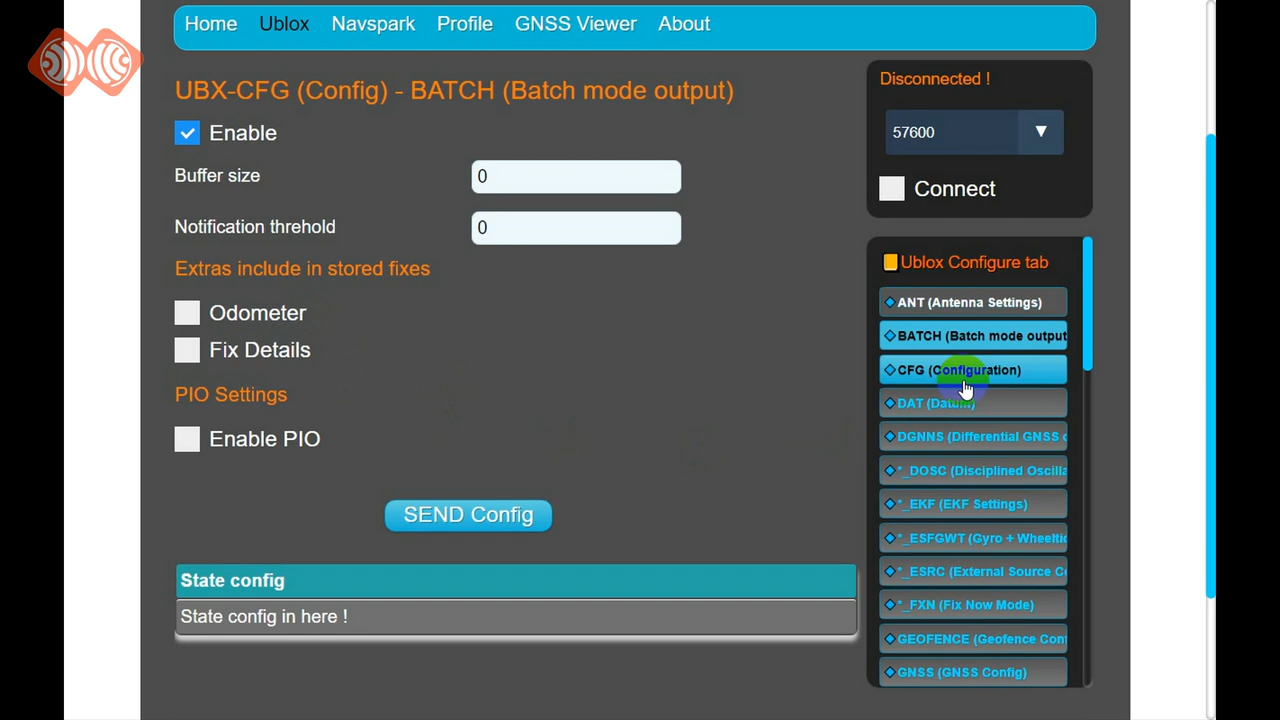 Home Ublox Navspark Profile GNSS Viewer About
UBX-CFG (Config) - BATCH (Batch mode output)
Enable
Buffer size 0
Notification threhold 0
Extras include in stored fixes
Odometer
Fix Details
PIO Settings
Enable PIO
SEND Config
State config
State config in here !
Disconnected !
57600
Connect
Ublox Configure tab
ANT (Antenna Settings)
BATCH (Batch mode output
CFG (Configuration)
DAT (Datum)
DGNNS (Differential GNSS
*_DOSC (Disciplined Oscilla
*_EKF (EKF Settings)
*_ESFGWT (Gyro + Wheeltic
*_ESRC (External Source Co
*_FXN (Fix Now Mode)
GEOFENCE (Geofence Con
GNSS (GNSS Config)